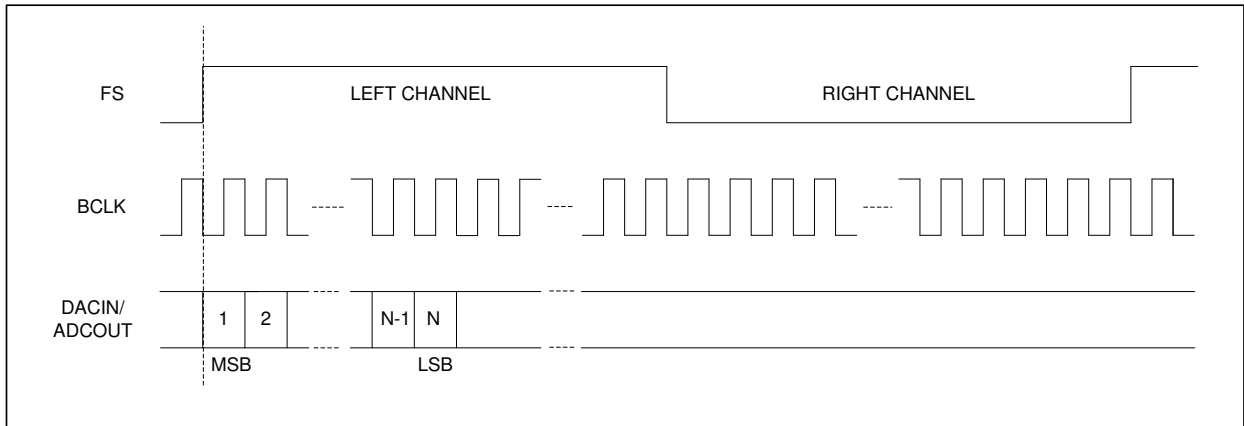 FS LEFT CHANNEL RIGHT CHANNEL
BCLK
DACIN/
ADCOUT
1 2 N-1 N
MSB LSB